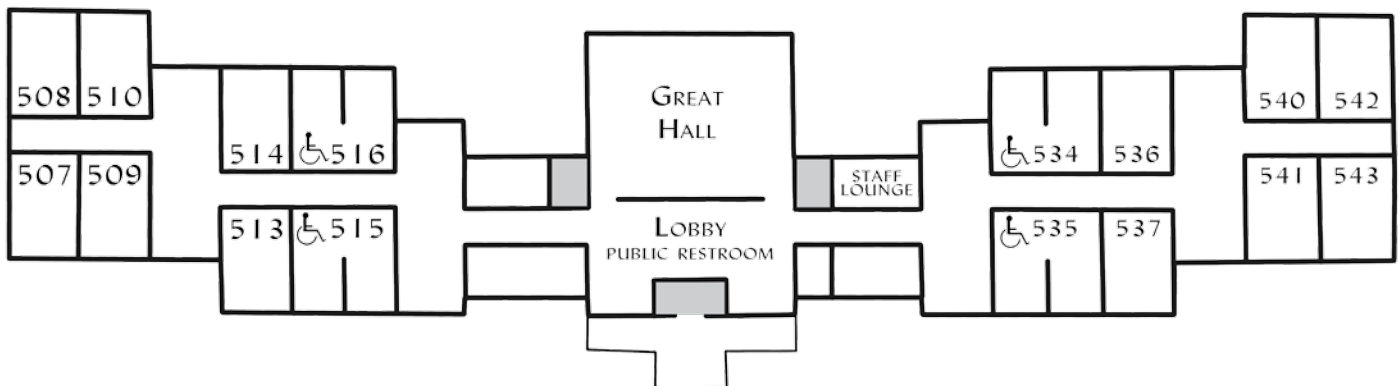 508 510
GREAT
HALL
540 542
514 ♿516
♿534 536
507 509
STAFF
LOUNGE
541 543
513 ♿515
LOBBY
PUBLIC RESTROOM
♿535 537